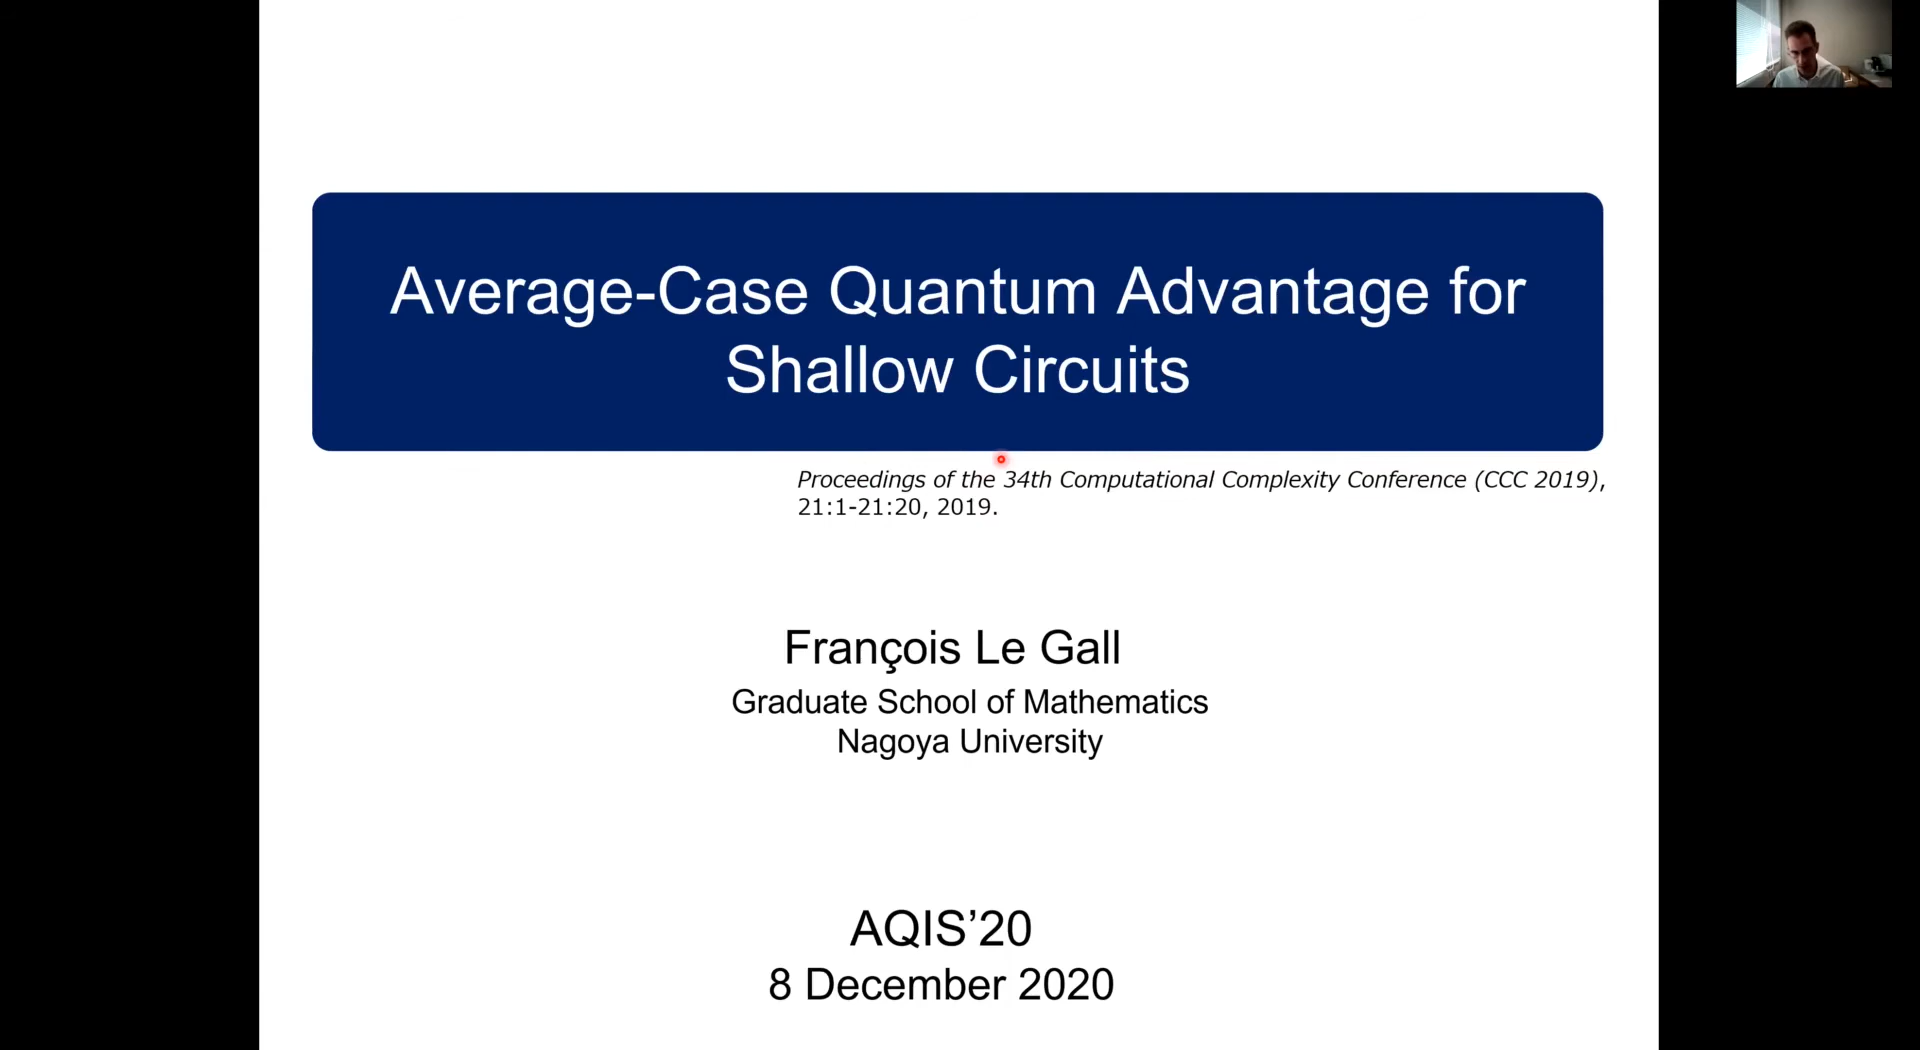 Average-Case Quantum Advantage for
Shallow Circuits
Proceedings of the 34th Computational Complexity Conference (CCC 2019),
21:1-21:20, 2019.
François Le Gall
Graduate School of Mathematics
Nagoya University
AQIS’20
8 December 2020